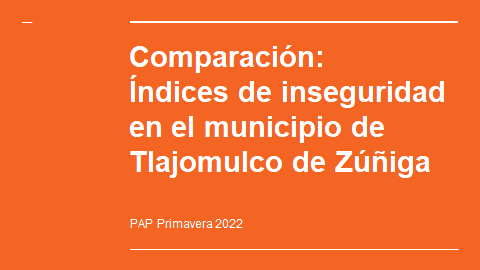 Comparación:
Índices de inseguridad
en el municipio de
Tlajomulco de Zúñiga
PAP Primavera 2022